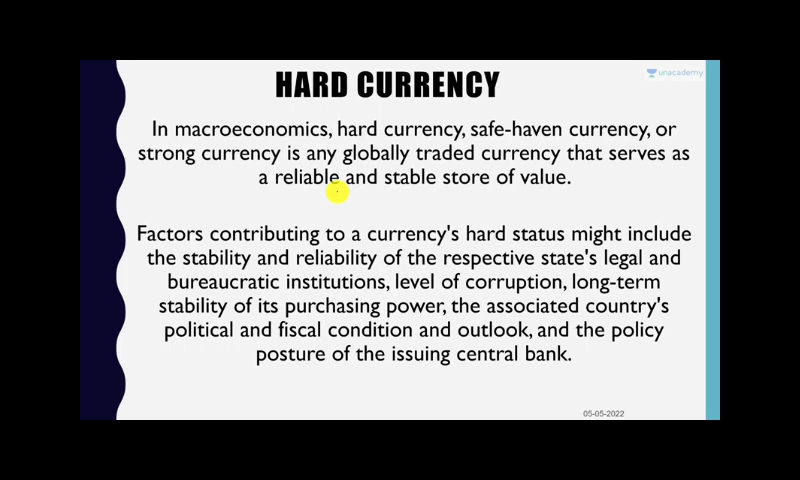 HARD CURRENCY
unacademy
In macroeconomics, hard currency, safe-haven currency, or
strong currency is any globally traded currency that serves as
a reliable and stable store of value.
Factors contributing to a currency's hard status might include
the stability and reliability of the respective state's legal and
bureaucratic institutions, level of corruption, long-term
stability of its purchasing power, the associated country's
political and fiscal condition and outlook, and the policy
posture of the issuing central bank.
05-05-2022